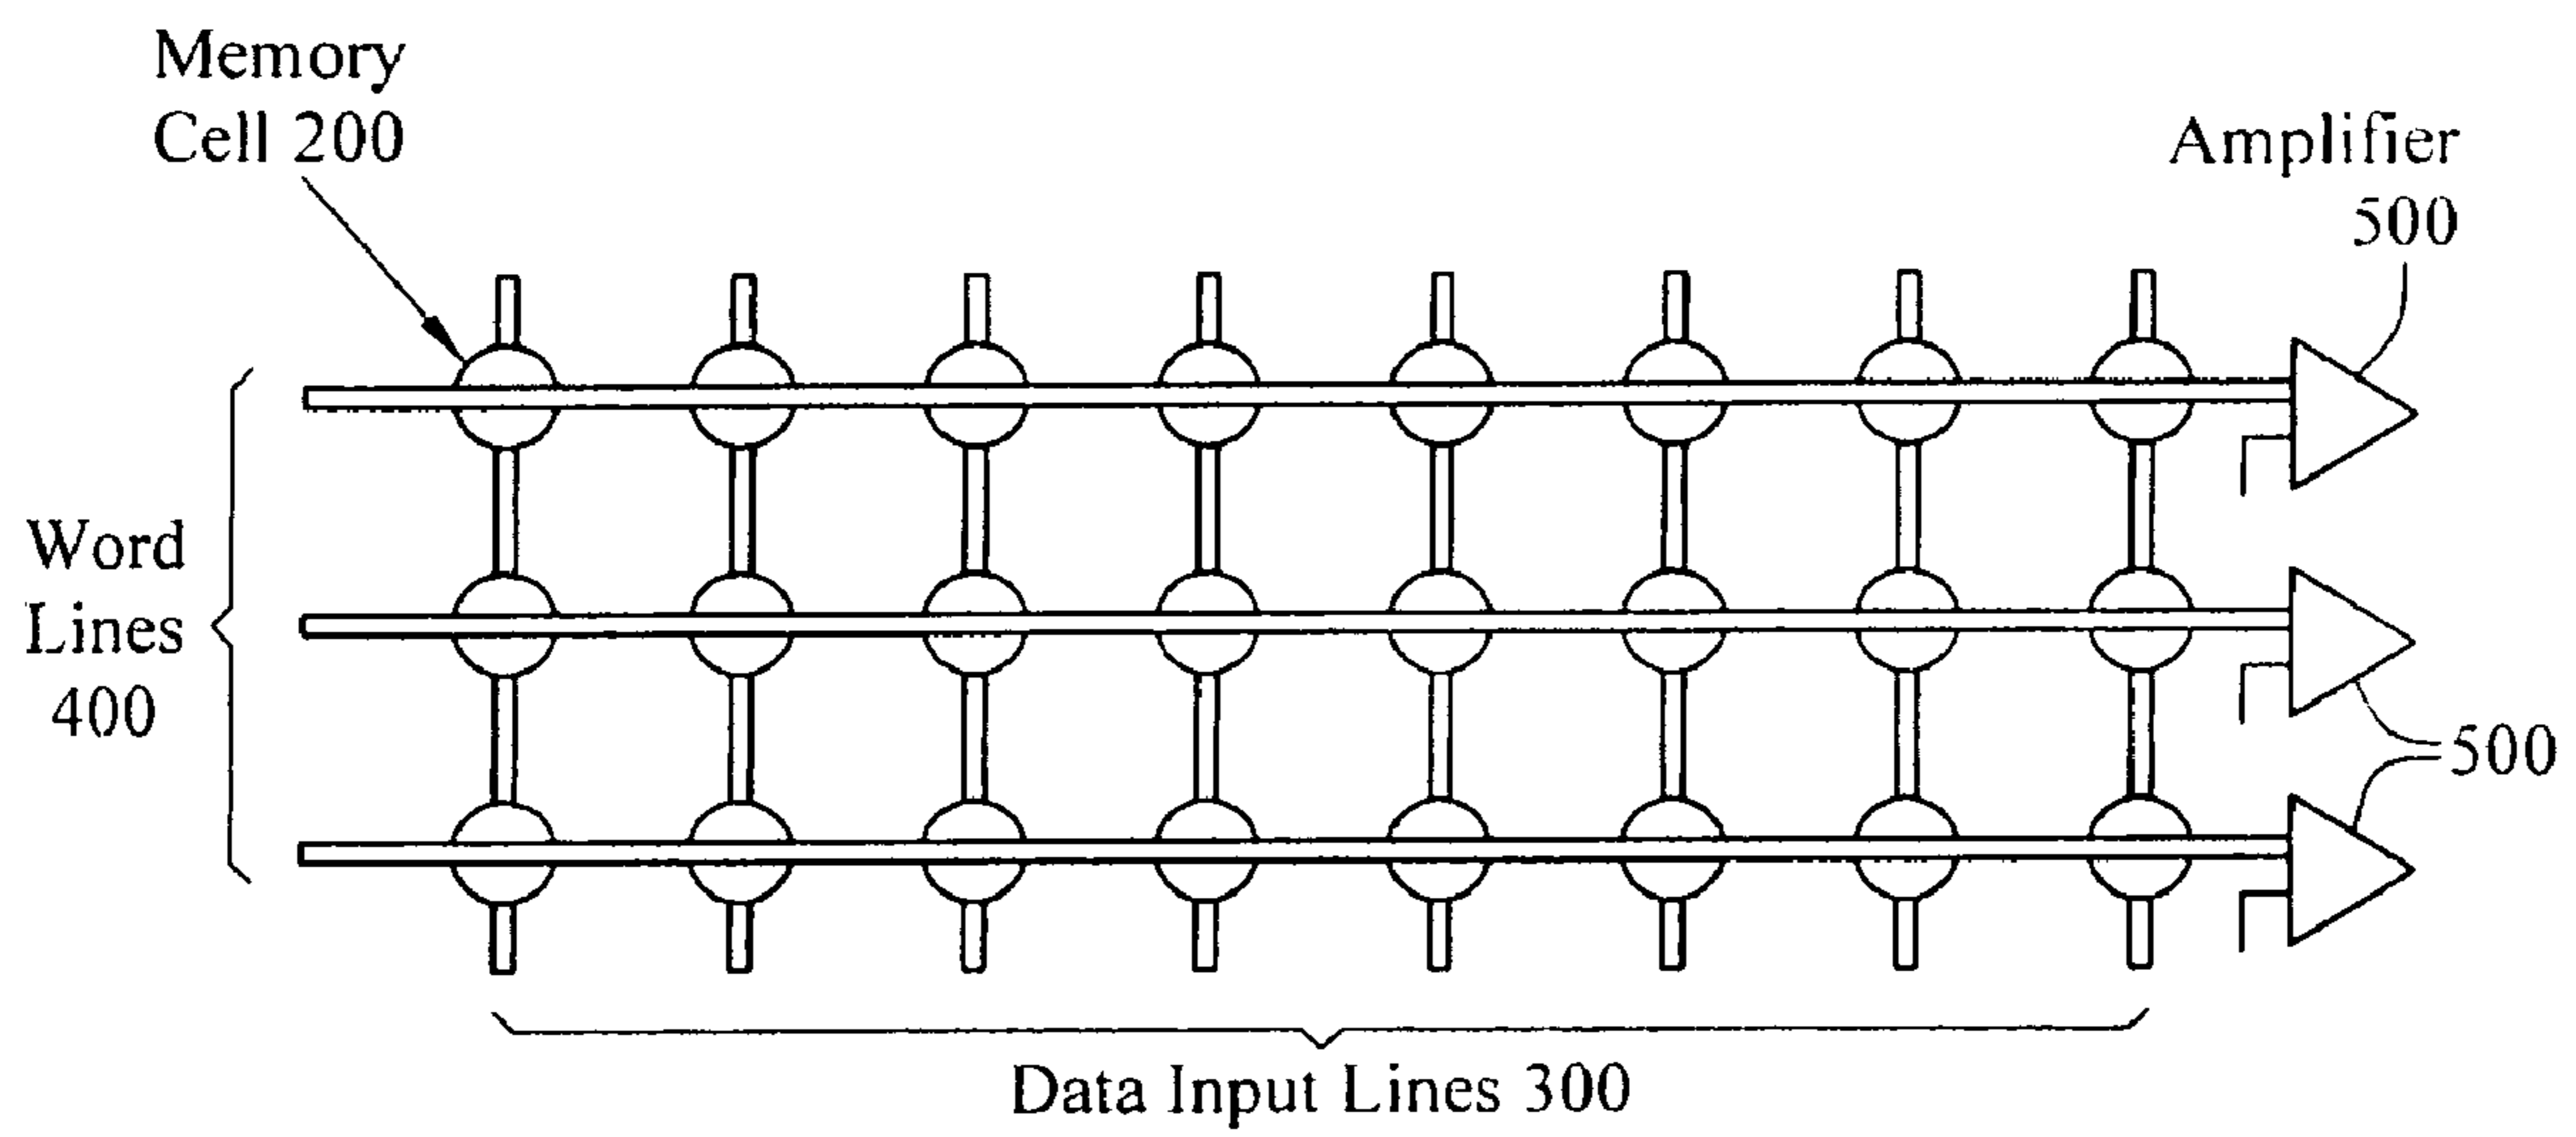 Memory
Cell 200
Amplifier
500
Word
Lines
400
500
Data Input Lines 300